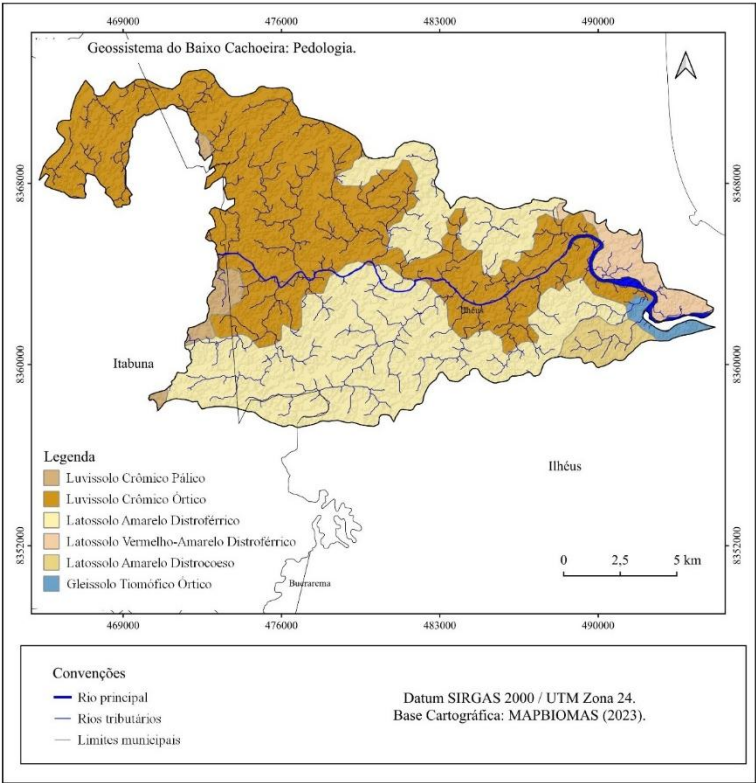 469000 476000 483000 490000
Geossistema do Baixo Cachoeira: Pedologia.
8368000 8368000
Ilhéus
8360000 8360000
Itabuna
Ilhéus
Legenda
Luvissolo Crômico Pálico
Luvissolo Crômico Órtico
Latossolo Amarelo Distroférrico
Latossolo Vermelho-Amarelo Distroférrico
Latossolo Amarelo Distrocoeso
Gleissolo Tiomófico Órtico
8352000 8352000
0 2,5 5 km
Buerarema
469000 476000 483000 490000
Convenções
Rio principal
Rios tributários
Limites municipais
Datum SIRGAS 2000 / UTM Zona 24.
Base Cartográfica: MAPBIOMAS (2023).